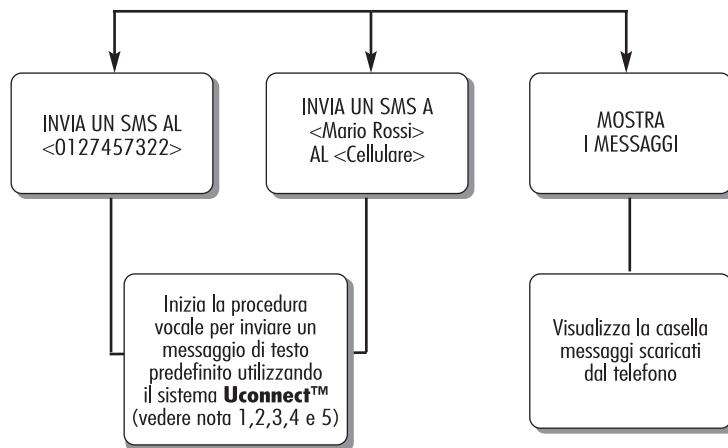 INVIA UN SMS AL
<0127457322>
INVIA UN SMS A
<Mario Rossi>
AL <Cellulare>
MOSTRA
I MESSAGGI
Inizia la procedura
vocale per inviare un
messaggio di testo
predefinito utilizzando
il sistema Uconnect™
(vedere nota 1,2,3,4 e 5)
Visualizza la casella
messaggi scaricati
dal telefono